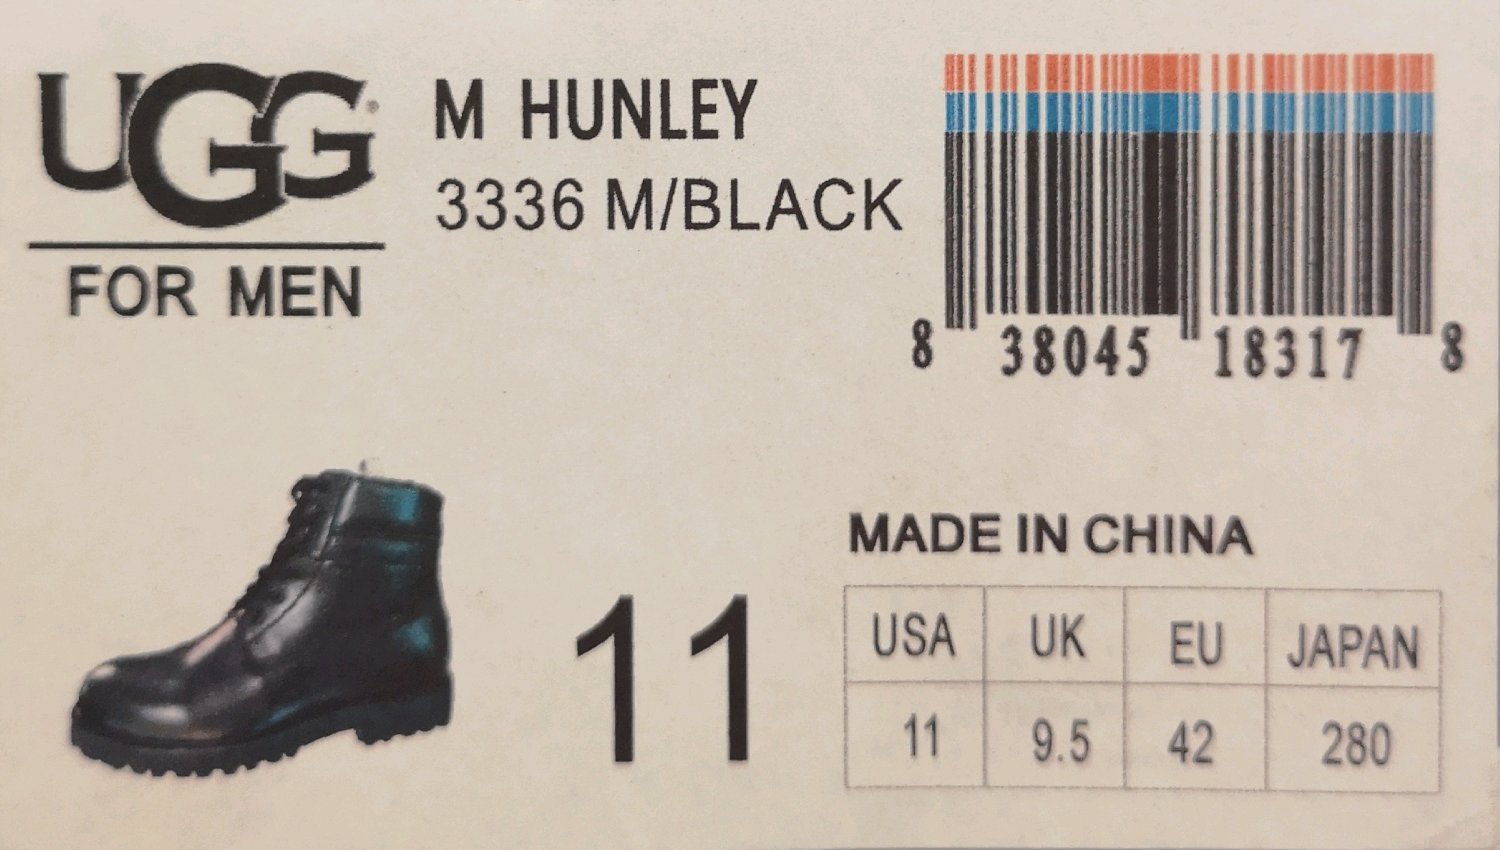 UGG®
FOR MEN
M HUNLEY
3336 M/BLACK
8 38045 18317 8
11
MADE IN CHINA
USA UK EU JAPAN
11 9.5 42 280